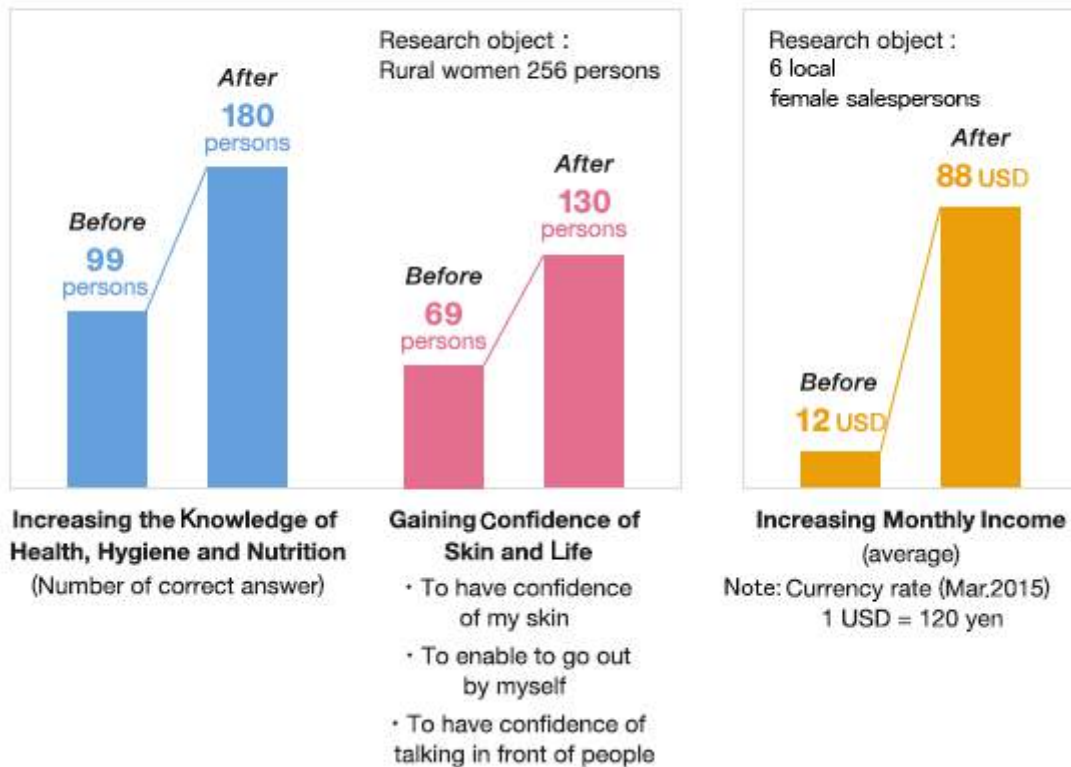 Research object :
Rural women 256 persons
Before
99
persons
After
180
persons
Increasing the Knowledge of
Health, Hygiene and Nutrition
(Number of correct answer)
Before
69
persons
After
130
persons
Gaining Confidence of
Skin and Life
・To have confidence
of my skin
・To enable to go out
by myself
・To have confidence of
talking in front of people
Research object :
6 local
female salespersons
Before
12 USD
After
88 USD
Increasing Monthly Income
(average)
Note: Currency rate (Mar.2015)
1 USD = 120 yen